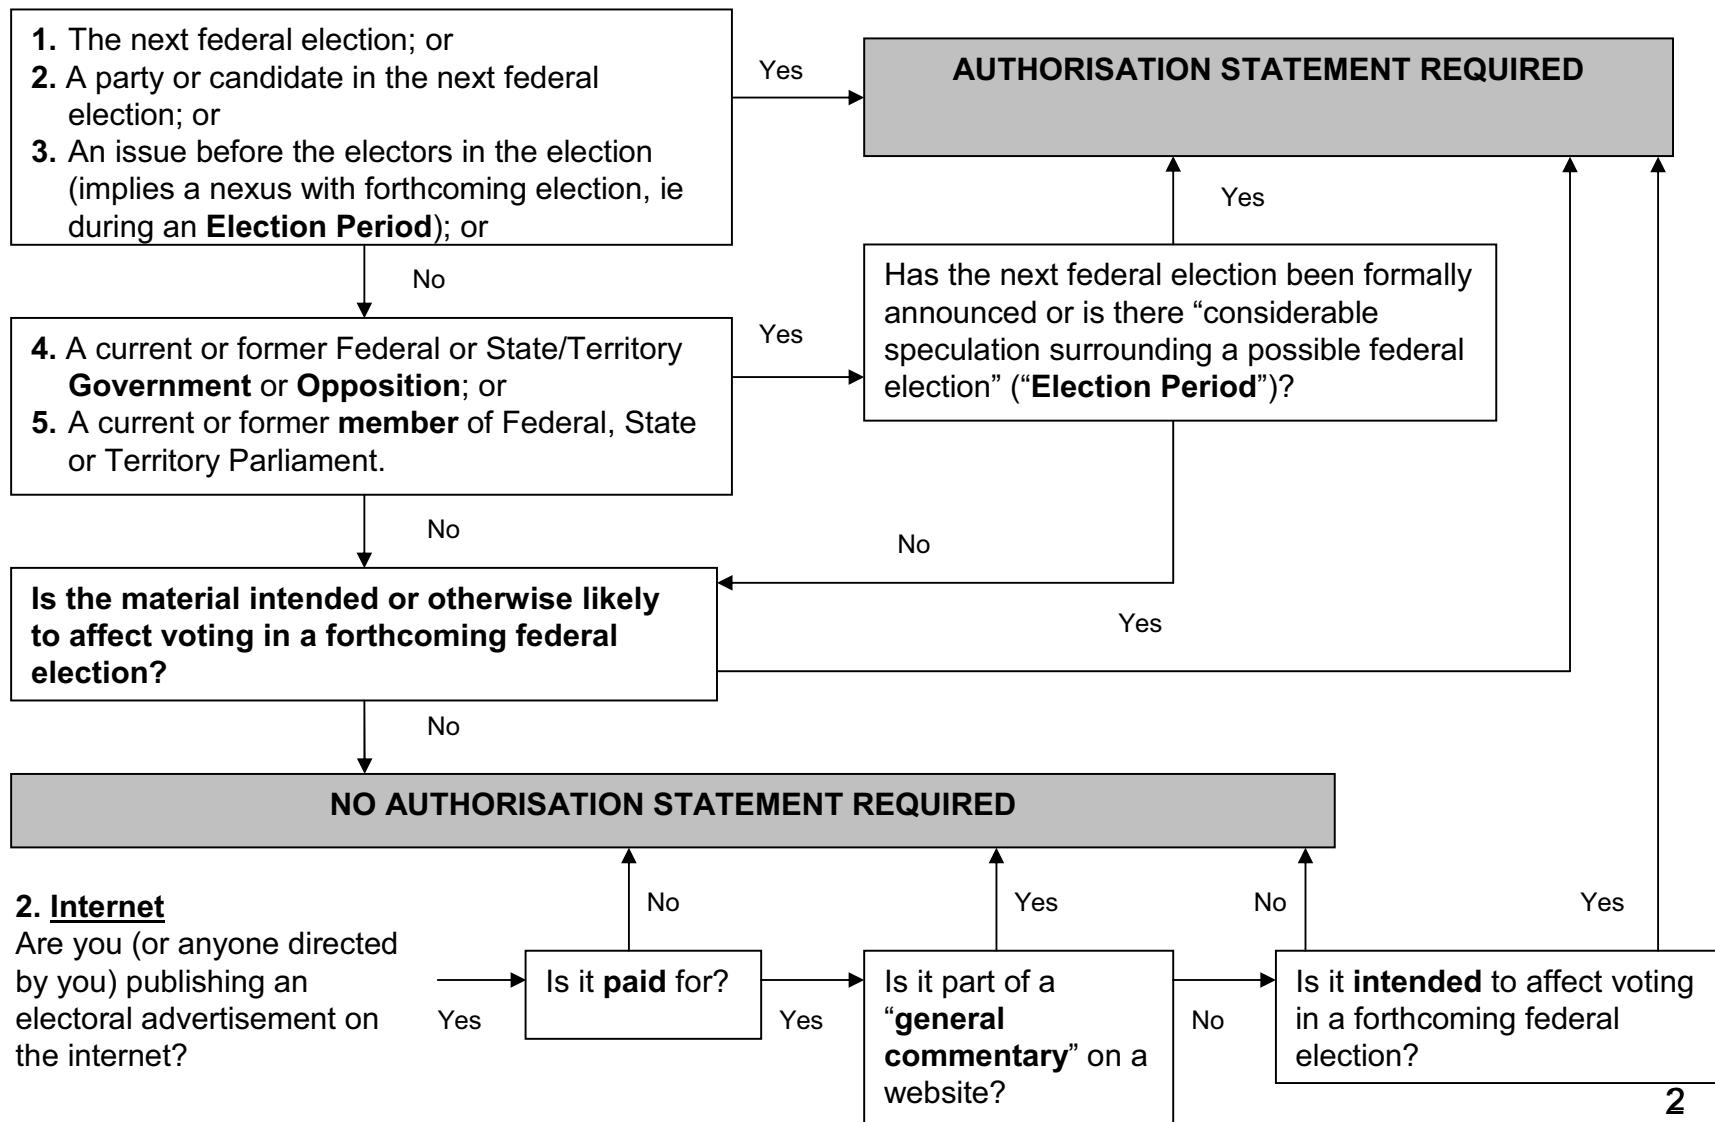 1. The next federal election; or
2. A party or candidate in the next federal
election; or
3. An issue before the electors in the election
(implies a nexus with forthcoming election, ie
during an Election Period); or
Yes
AUTHORISATION STATEMENT REQUIRED
No
Yes
4. A current or former Federal or State/Territory
Government or Opposition; or
5. A current or former member of Federal, State
or Territory Parliament.
Yes
Has the next federal election been formally
announced or is there “considerable
speculation surrounding a possible federal
election” (“Election Period”)?
No
No
Is the material intended or otherwise likely
to affect voting in a forthcoming federal
election?
Yes
No
NO AUTHORISATION STATEMENT REQUIRED
2. Internet
Are you (or anyone directed
by you) publishing an
electoral advertisement on
the internet?
Yes
No
Is it paid for?
Yes
Yes
Is it part of a
“general
commentary” on a
website?
No
No
Yes
Is it intended to affect voting
in a forthcoming federal
election?
2